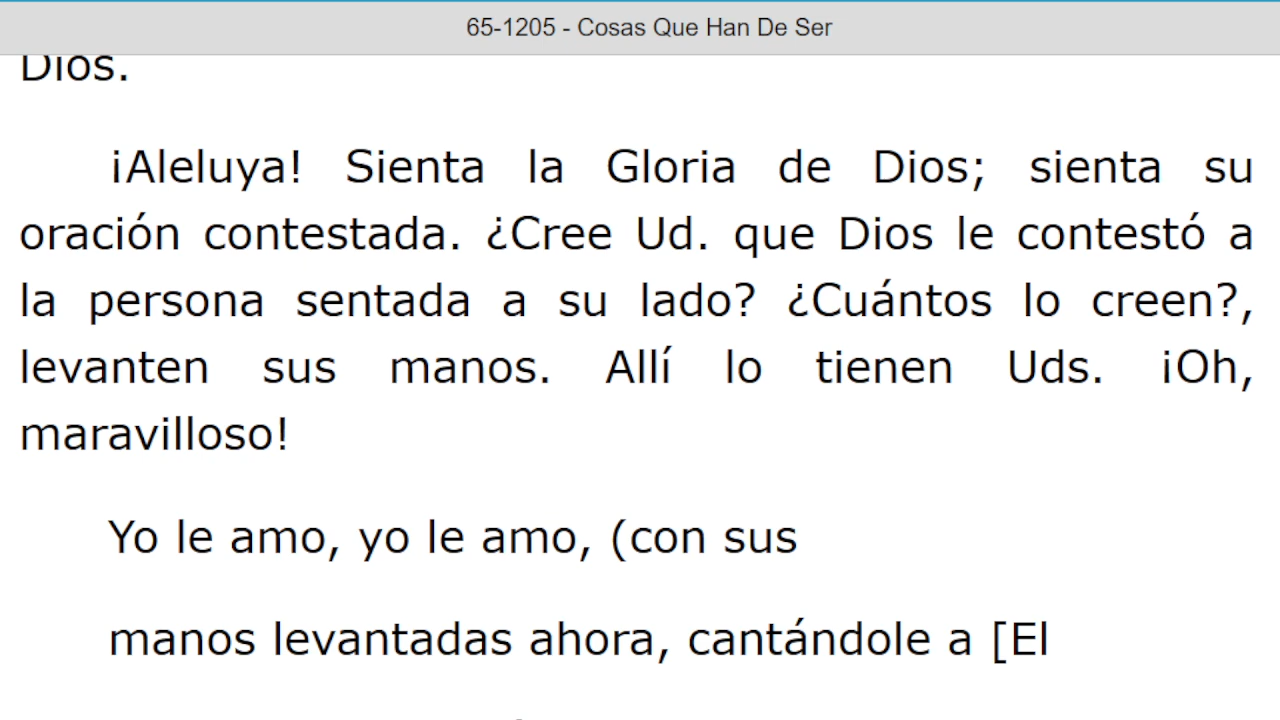 65-1205 - Cosas Que Han De Ser
Dios.
¡Aleluya! Sienta la Gloria de Dios; sienta su
oración contestada. ¿Cree Ud. que Dios le contestó a
la persona sentada a su lado? ¿Cuántos lo creen?,
levanten sus manos. Allí lo tienen Uds. ¡Oh,
maravilloso!
Yo le amo, yo le amo, (con sus
manos levantadas ahora, cantándole a [El